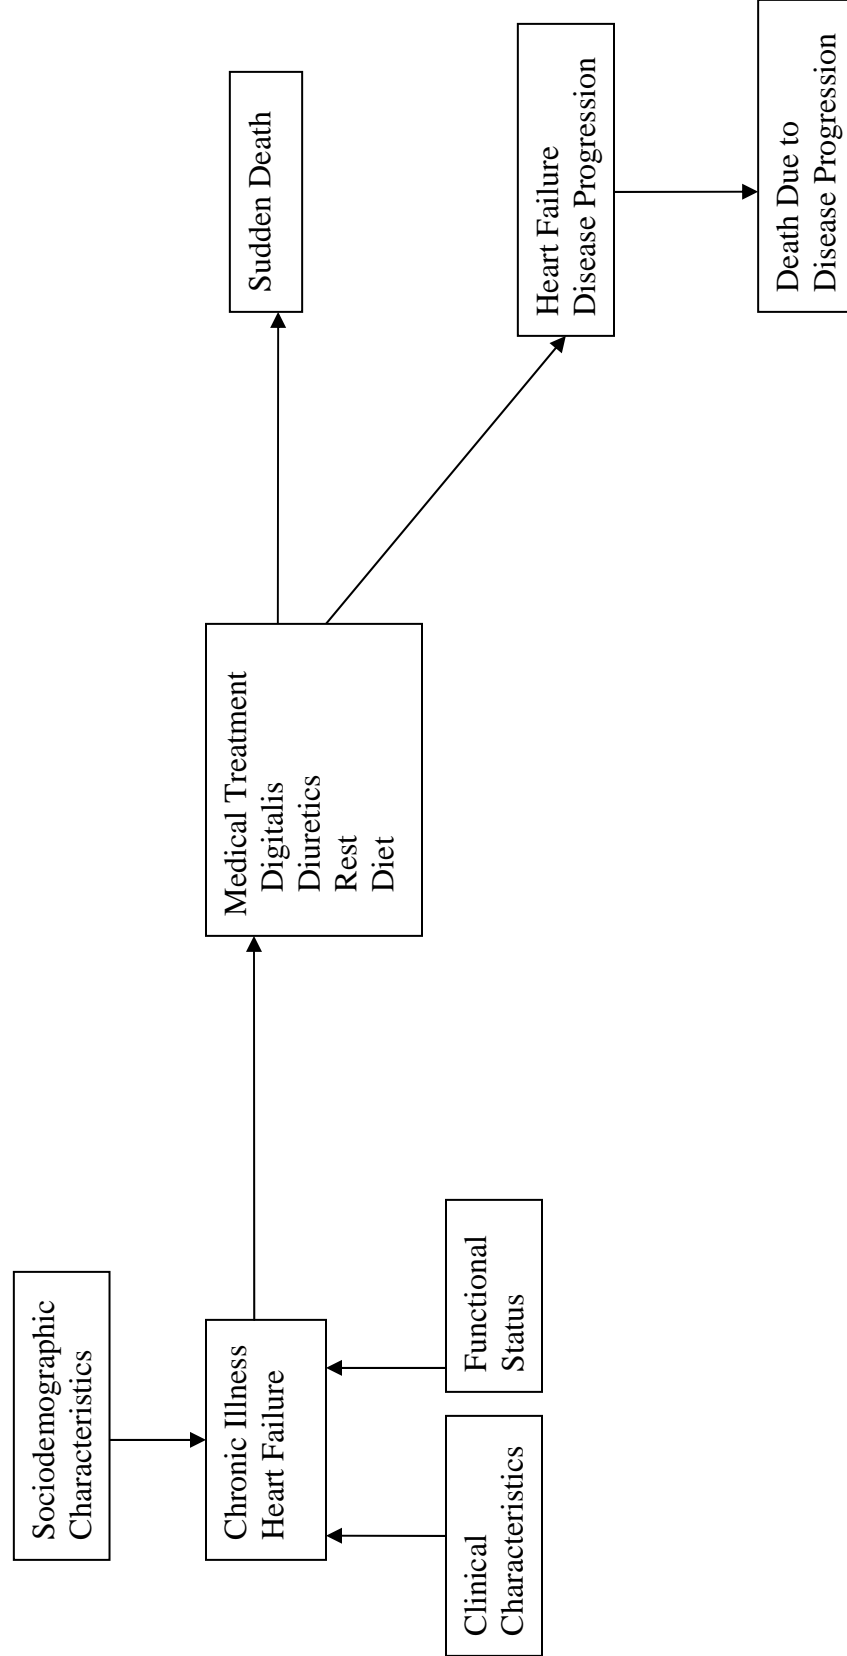 Sociodemographic
Characteristics
Chronic Illness
Heart Failure
Clinical
Characteristics
Functional
Status
Medical Treatment
Digitalis
Diuretics
Rest
Diet
Sudden Death
Heart Failure
Disease Progression
Death Due to
Disease Progression